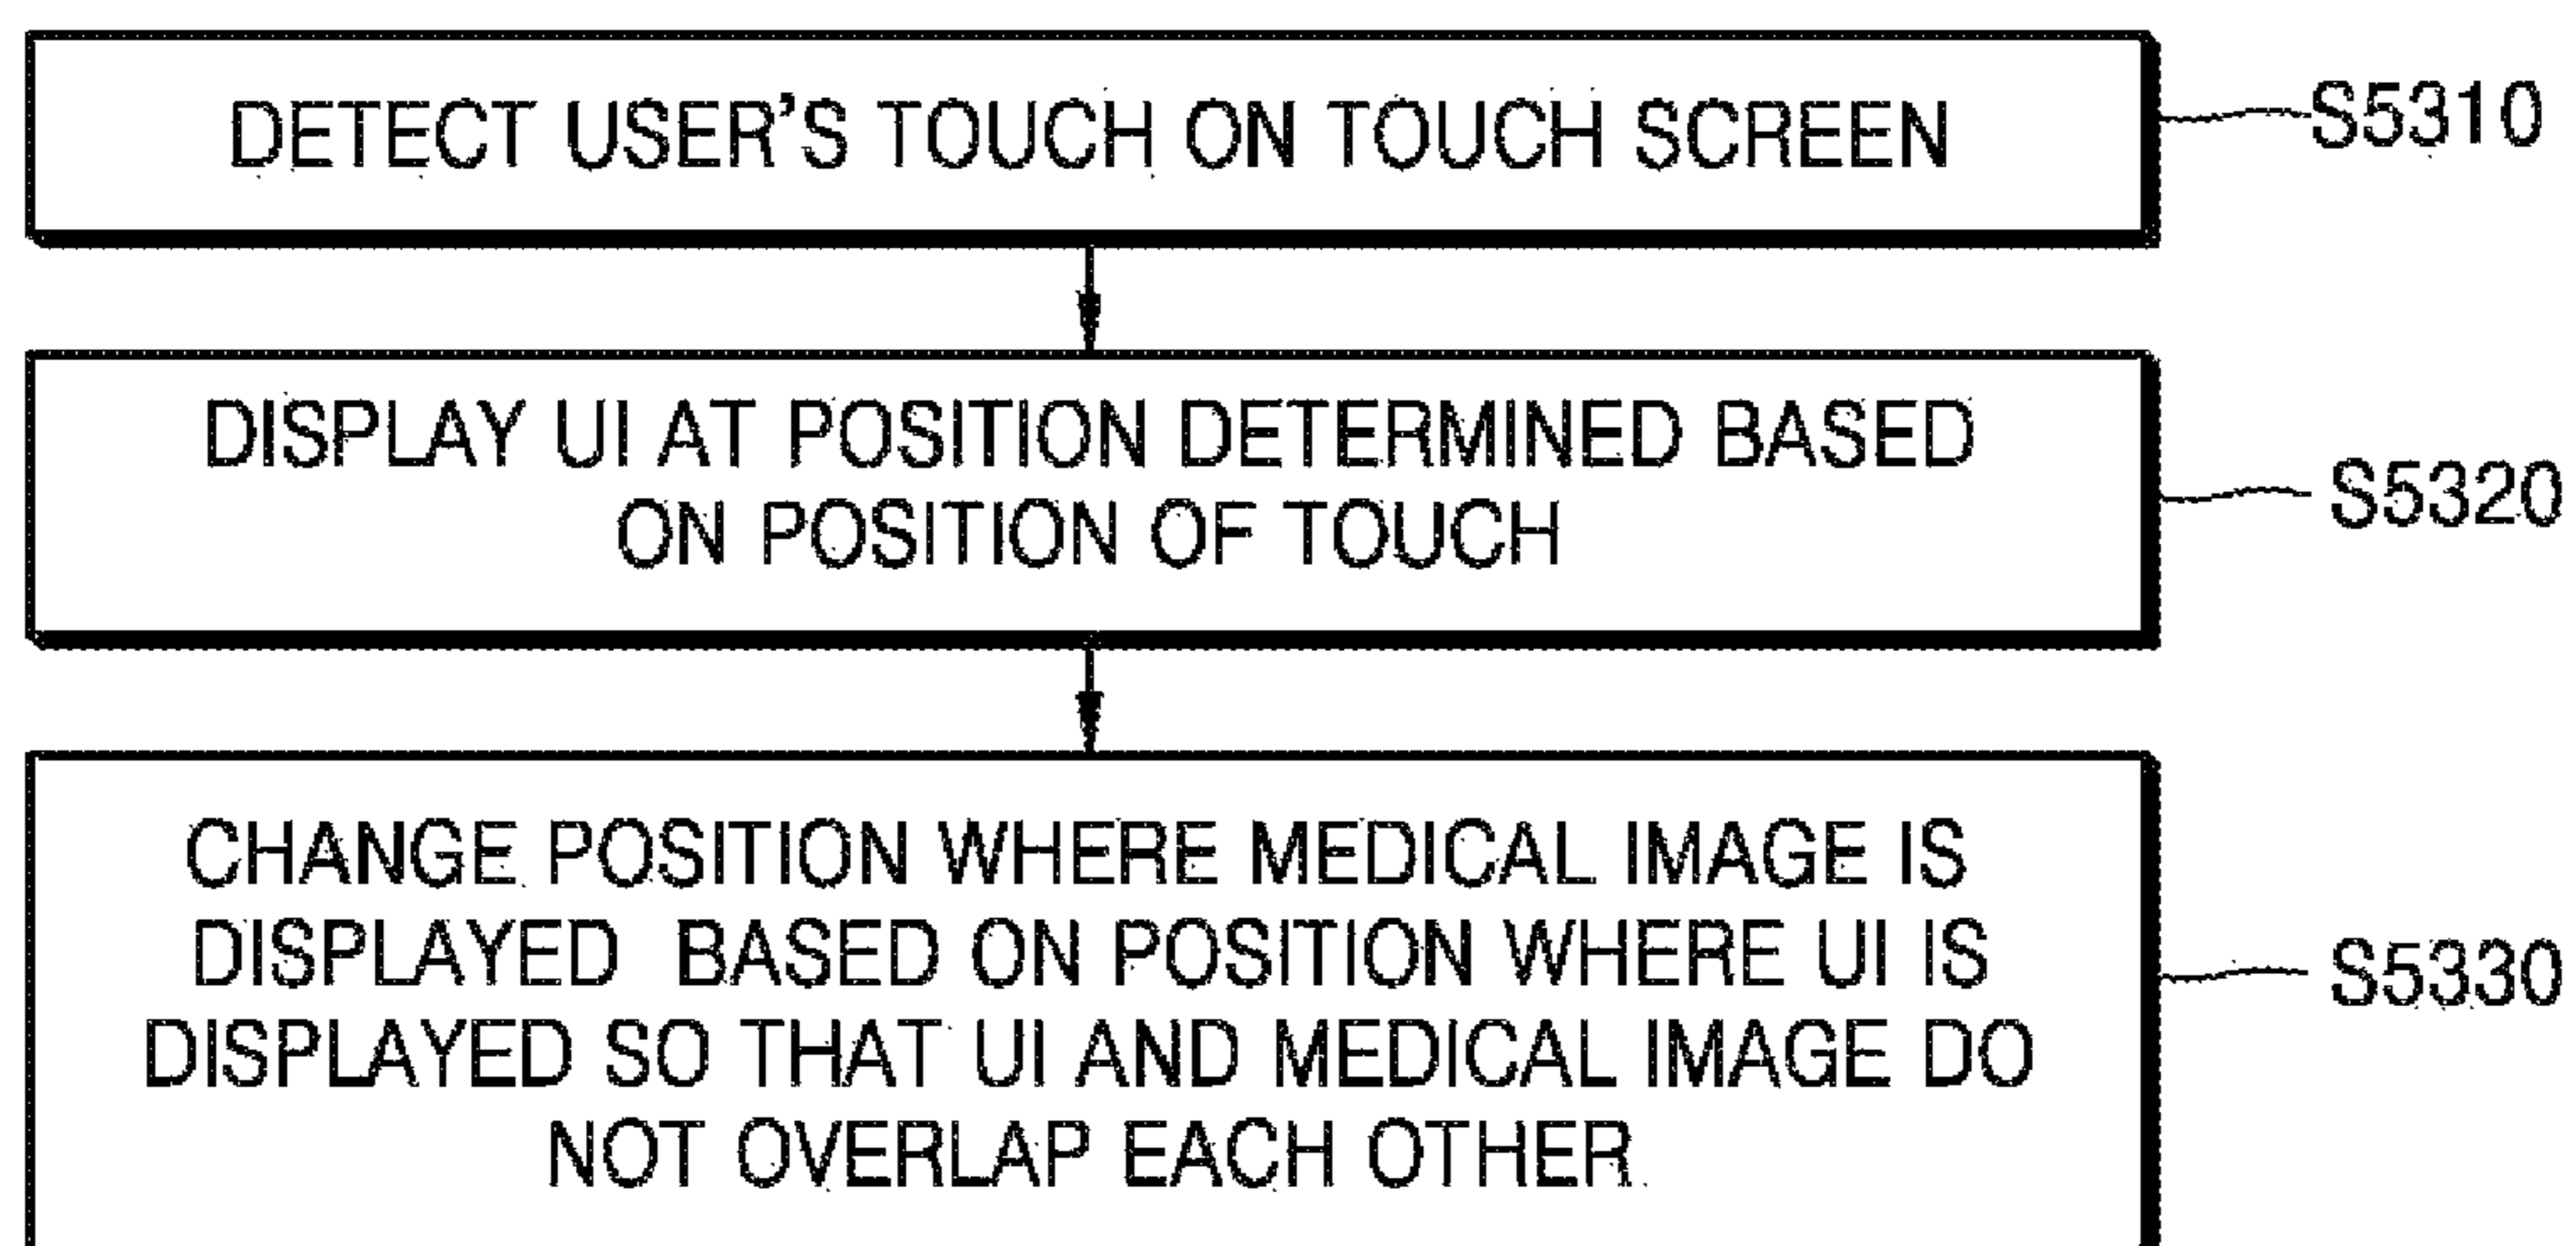 DETECT USER'S TOUCH ON TOUCH SCREEN
S5310
DISPLAY UI AT POSITION DETERMINED BASED
ON POSITION OF TOUCH
S5320
CHANGE POSITION WHERE MEDICAL IMAGE IS
DISPLAYED BASED ON POSITION WHERE UI IS
DISPLAYED SO THAT UI AND MEDICAL IMAGE DO
NOT OVERLAP EACH OTHER
S5330